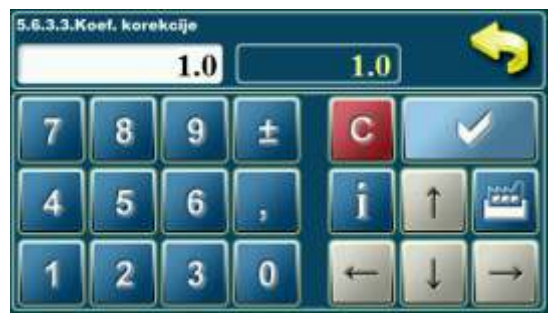 5.6.3.3.Koef. korekcije
1.0 1.0
7 8 9 ± C
4 5 6 , i ↑
1 2 3 0 ← ↓ →